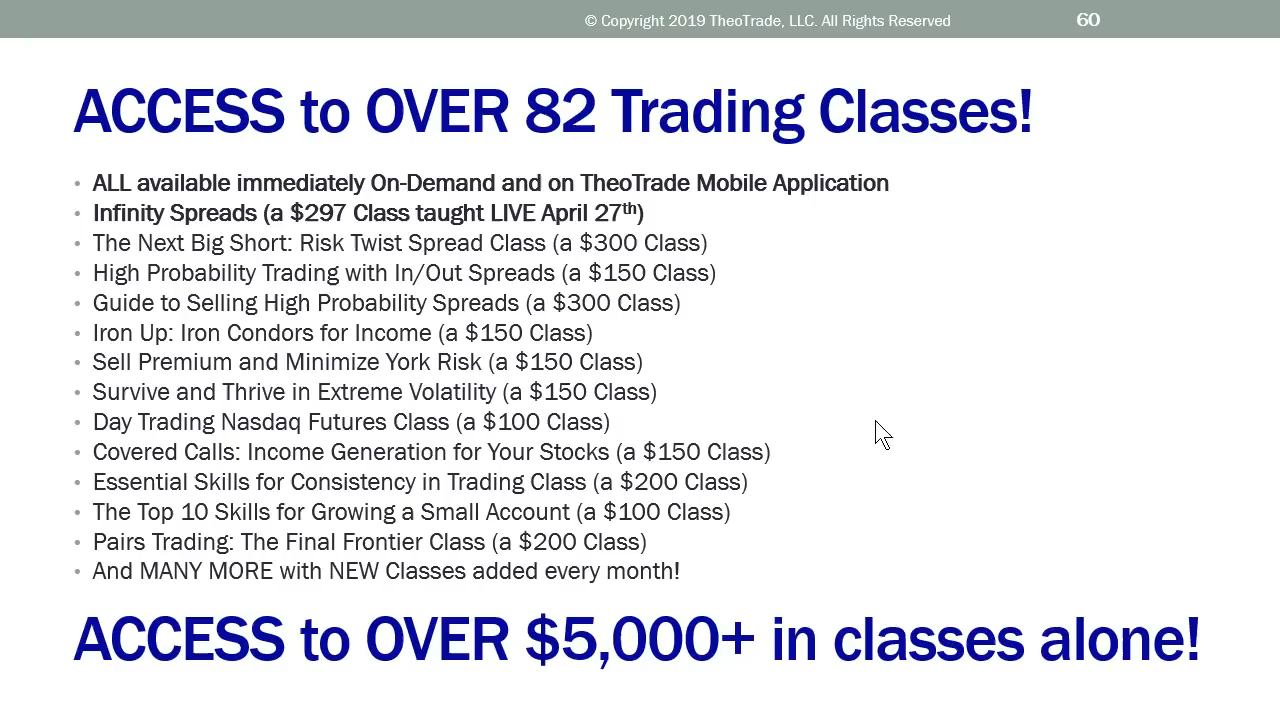 © Copyright 2019 TheoTrade, LLC. All Rights Reserved 60
ACCESS to OVER 82 Trading Classes!
• ALL available immediately On-Demand and on TheoTrade Mobile Application
• Infinity Spreads (a $297 Class taught LIVE April 27th)
• The Next Big Short: Risk Twist Spread Class (a $300 Class)
• High Probability Trading with In/Out Spreads (a $150 Class)
• Guide to Selling High Probability Spreads (a $300 Class)
• Iron Up: Iron Condors for Income (a $150 Class)
• Sell Premium and Minimize York Risk (a $150 Class)
• Survive and Thrive in Extreme Volatility (a $150 Class)
• Day Trading Nasdaq Futures Class (a $100 Class)
• Covered Calls: Income Generation for Your Stocks (a $150 Class)
• Essential Skills for Consistency in Trading Class (a $200 Class)
• The Top 10 Skills for Growing a Small Account (a $100 Class)
• Pairs Trading: The Final Frontier Class (a $200 Class)
• And MANY MORE with NEW Classes added every month!
ACCESS to OVER $5,000+ in classes alone!